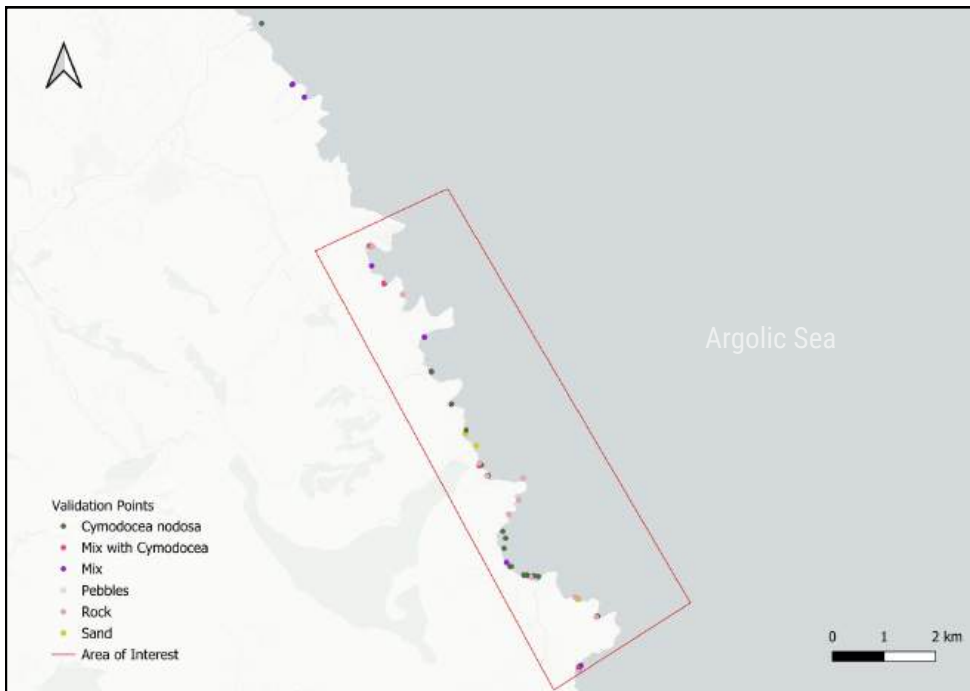 Argolic Sea
Validation Points
Cymodocea nodosa
Mix with Cymodocea
Mix
Pebbles
Rock
Sand
Area of Interest
0 1 2 km